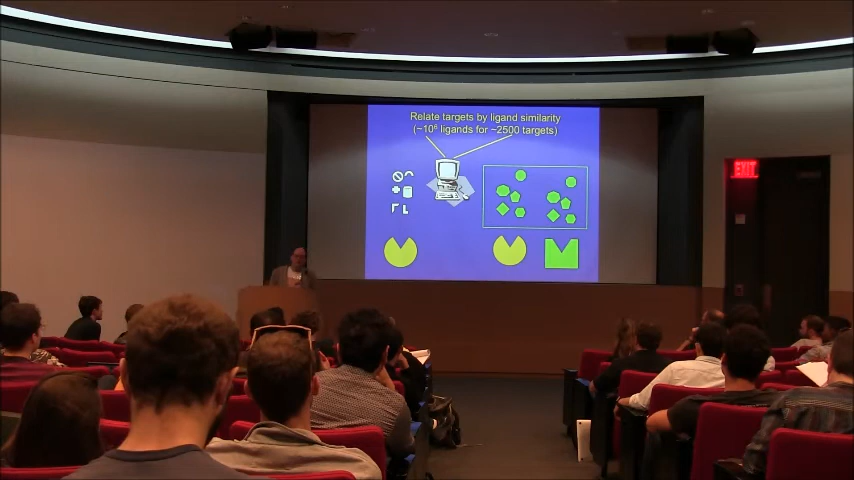 Relate targets by ligand similarity
(~10⁶ ligands for ~2500 targets)
EXIT